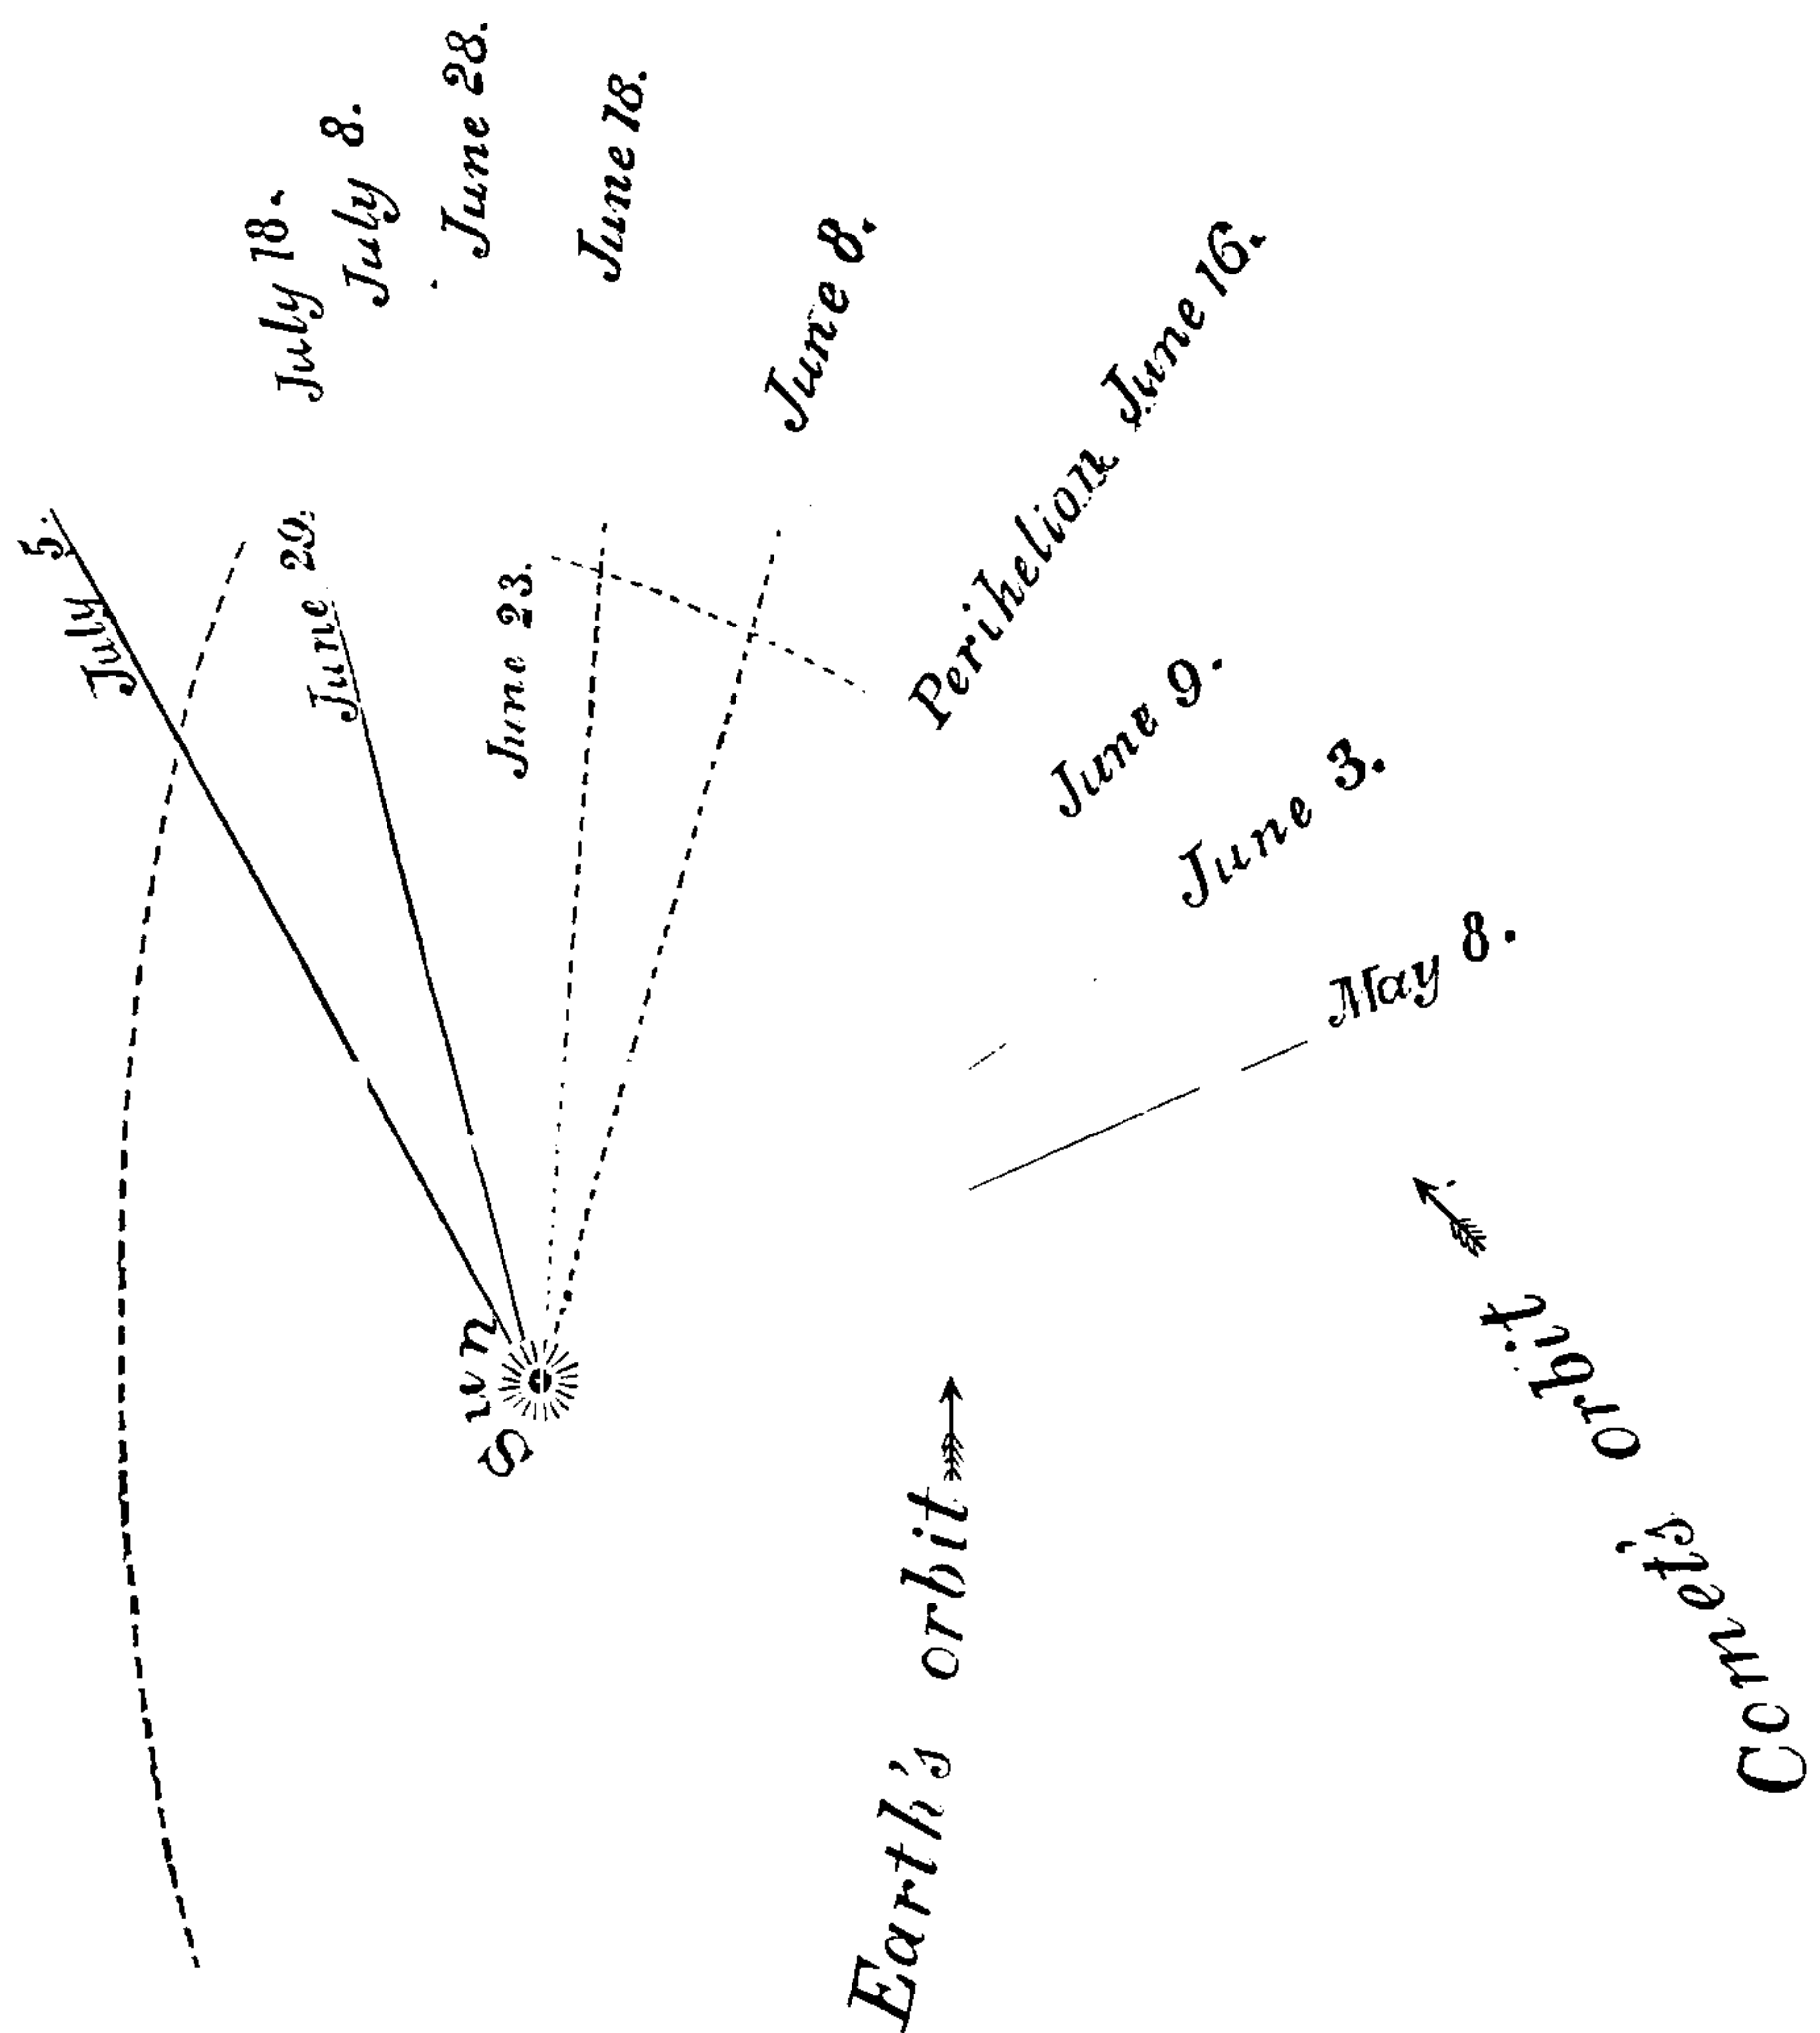 July 18.
July 8.
June 28.
June 18.
June 8.
Perihelion June 16.
July 5.
June 29.
June 23.
June 9.
June 3.
May 8.
Sun
Earth's orbit
Comet's orbit